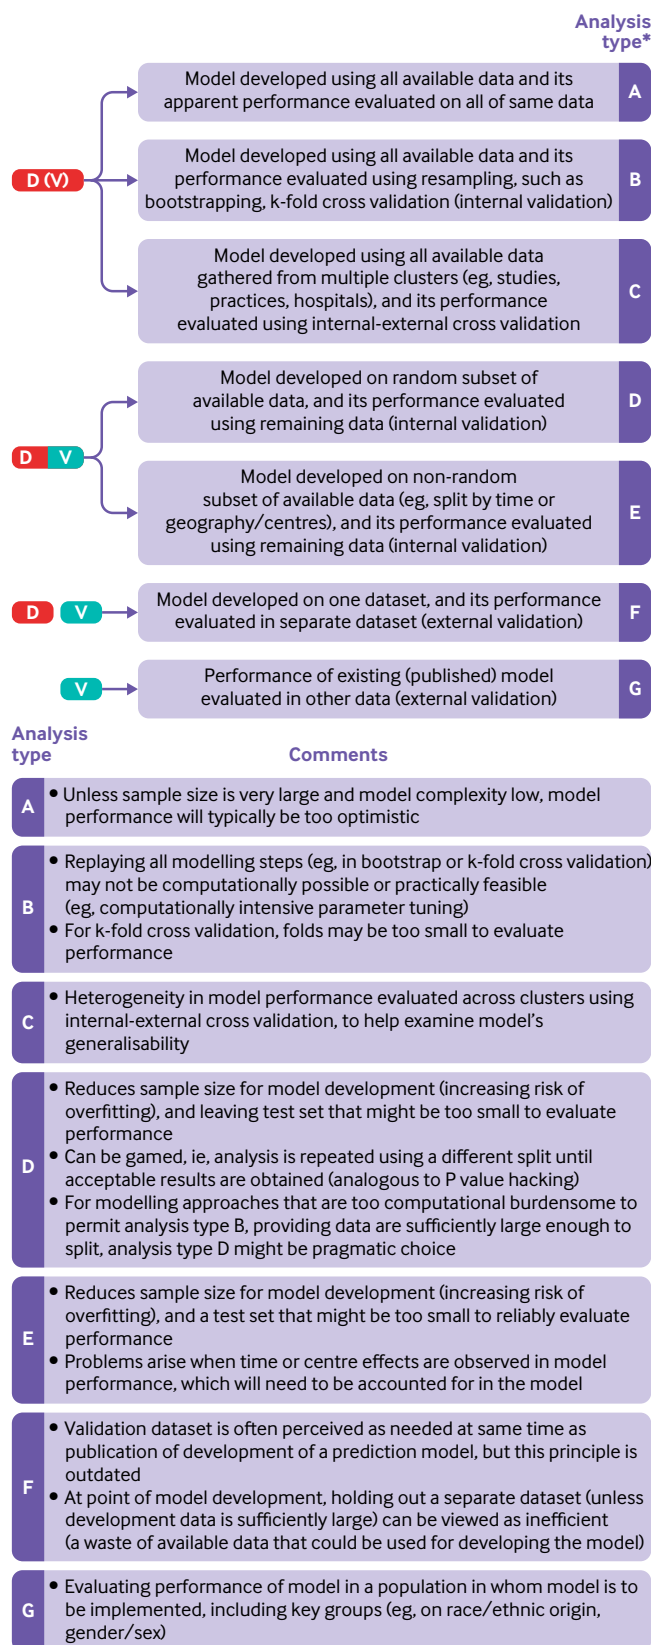 Analysis
type*
Model developed using all available data and its
apparent performance evaluated on all of same data
A
D (V)
Model developed using all available data and its
performance evaluated using resampling, such as
bootstrapping, k-fold cross validation (internal validation)
B
Model developed using all available data
gathered from multiple clusters (eg, studies,
practices, hospitals), and its performance
evaluated using internal-external cross validation
C
Model developed on random subset of
available data, and its performance evaluated
using remaining data (internal validation)
D
D V
Model developed on non-random
subset of available data (eg, split by time or
geography/centres), and its performance evaluated
using remaining data (internal validation)
E
D V
Model developed on one dataset, and its performance
evaluated in separate dataset (external validation)
F
V
Performance of existing (published) model
evaluated in other data (external validation)
G
Analysis
type
Comments
A
• Unless sample size is very large and model complexity low, model
performance will typically be too optimistic
B
• Replaying all modelling steps (eg, in bootstrap or k-fold cross validation)
may not be computationally possible or practically feasible
(eg, computationally intensive parameter tuning)
• For k-fold cross validation, folds may be too small to evaluate
performance
C
• Heterogeneity in model performance evaluated across clusters using
internal-external cross validation, to help examine model's
generalisability
D
• Reduces sample size for model development (increasing risk of
overfitting), and leaving test set that might be too small to evaluate
performance
• Can be gamed, ie, analysis is repeated using a different split until
acceptable results are obtained (analogous to P value hacking)
• For modelling approaches that are too computational burdensome to
permit analysis type B, providing data are sufficiently large enough to
split, analysis type D might be pragmatic choice
E
• Reduces sample size for model development (increasing risk of
overfitting), and a test set that might be too small to reliably evaluate
performance
• Problems arise when time or centre effects are observed in model
performance, which will need to be accounted for in the model
F
• Validation dataset is often perceived as needed at same time as
publication of development of a prediction model, but this principle is
outdated
• At point of model development, holding out a separate dataset (unless
development data is sufficiently large) can be viewed as inefficient
(a waste of available data that could be used for developing the model)
G
• Evaluating performance of model in a population in whom model is to
be implemented, including key groups (eg, on race/ethnic origin,
gender/sex)